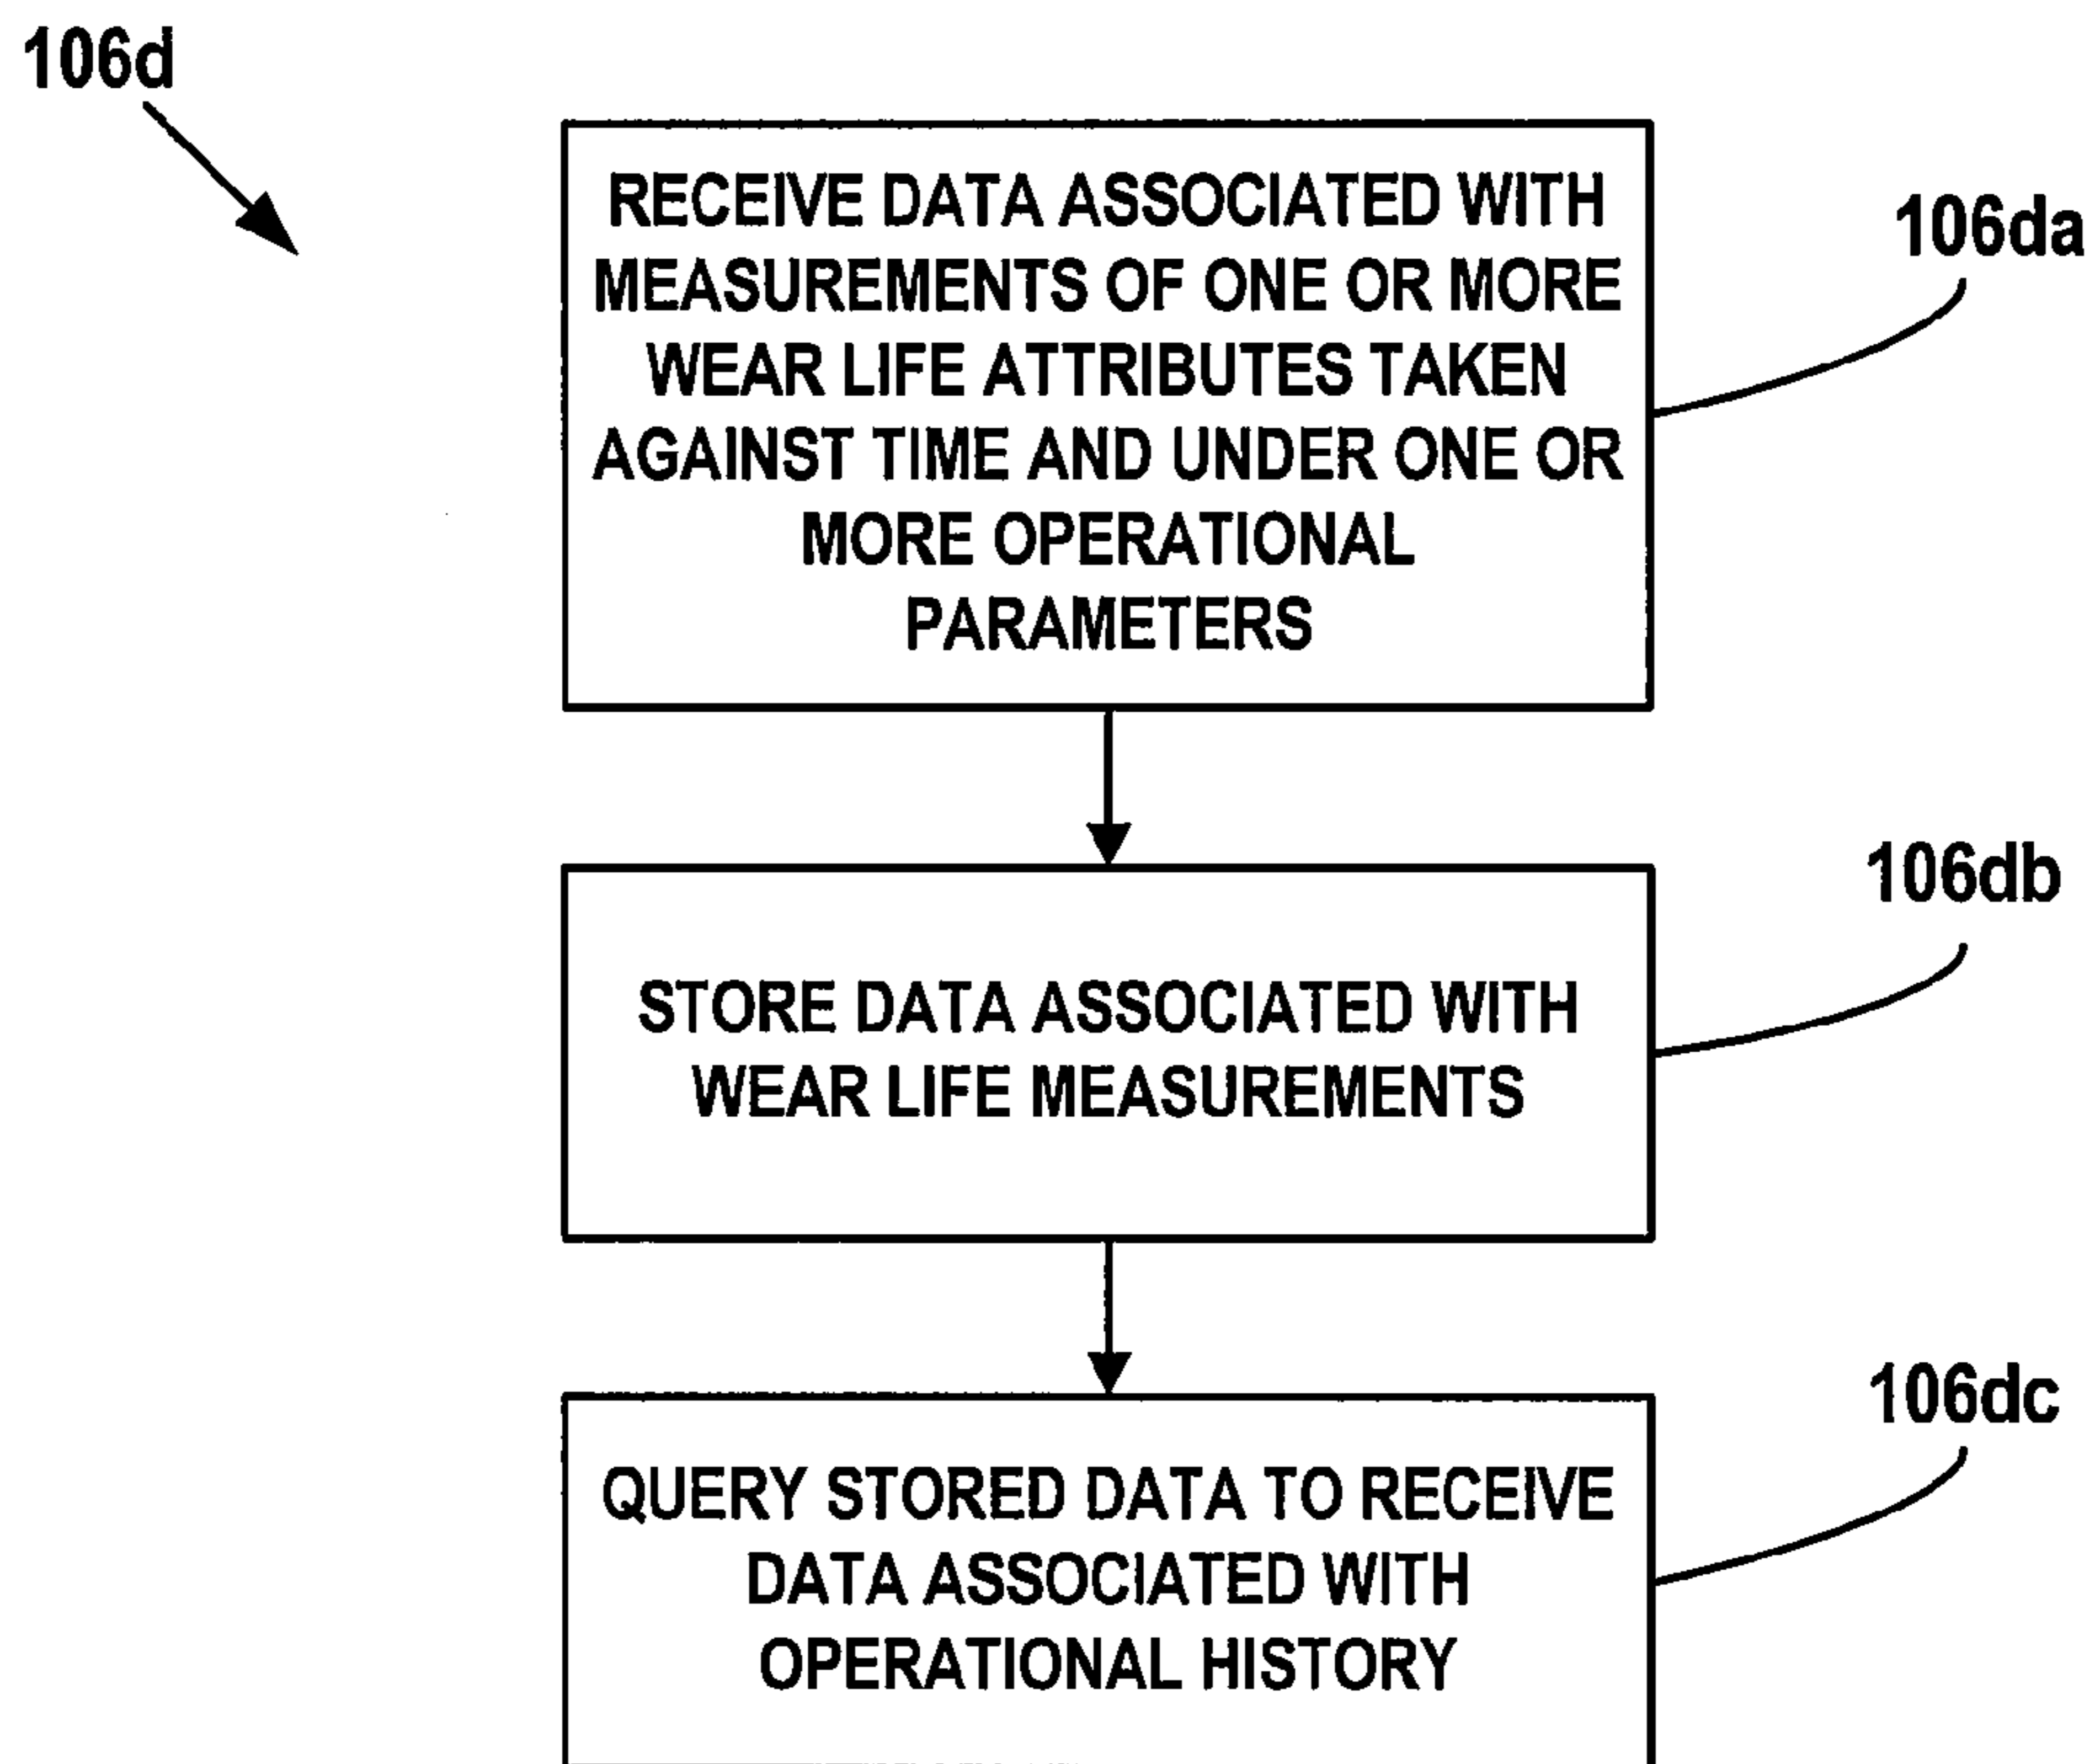 106d
RECEIVE DATA ASSOCIATED WITH
MEASUREMENTS OF ONE OR MORE
WEAR LIFE ATTRIBUTES TAKEN
AGAINST TIME AND UNDER ONE OR
MORE OPERATIONAL
PARAMETERS
106da
STORE DATA ASSOCIATED WITH
WEAR LIFE MEASUREMENTS
106db
QUERY STORED DATA TO RECEIVE
DATA ASSOCIATED WITH
OPERATIONAL HISTORY
106dc